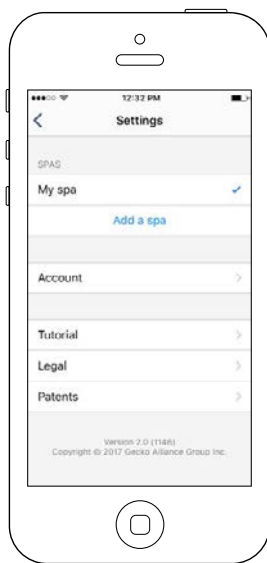 12:32 PM
Settings
SPAS
My spa
Add a spa
Account
Tutorial
Legal
Patents
Version 2.0 (1148)
Copyright © 2017 Gecko Alliance Group Inc.